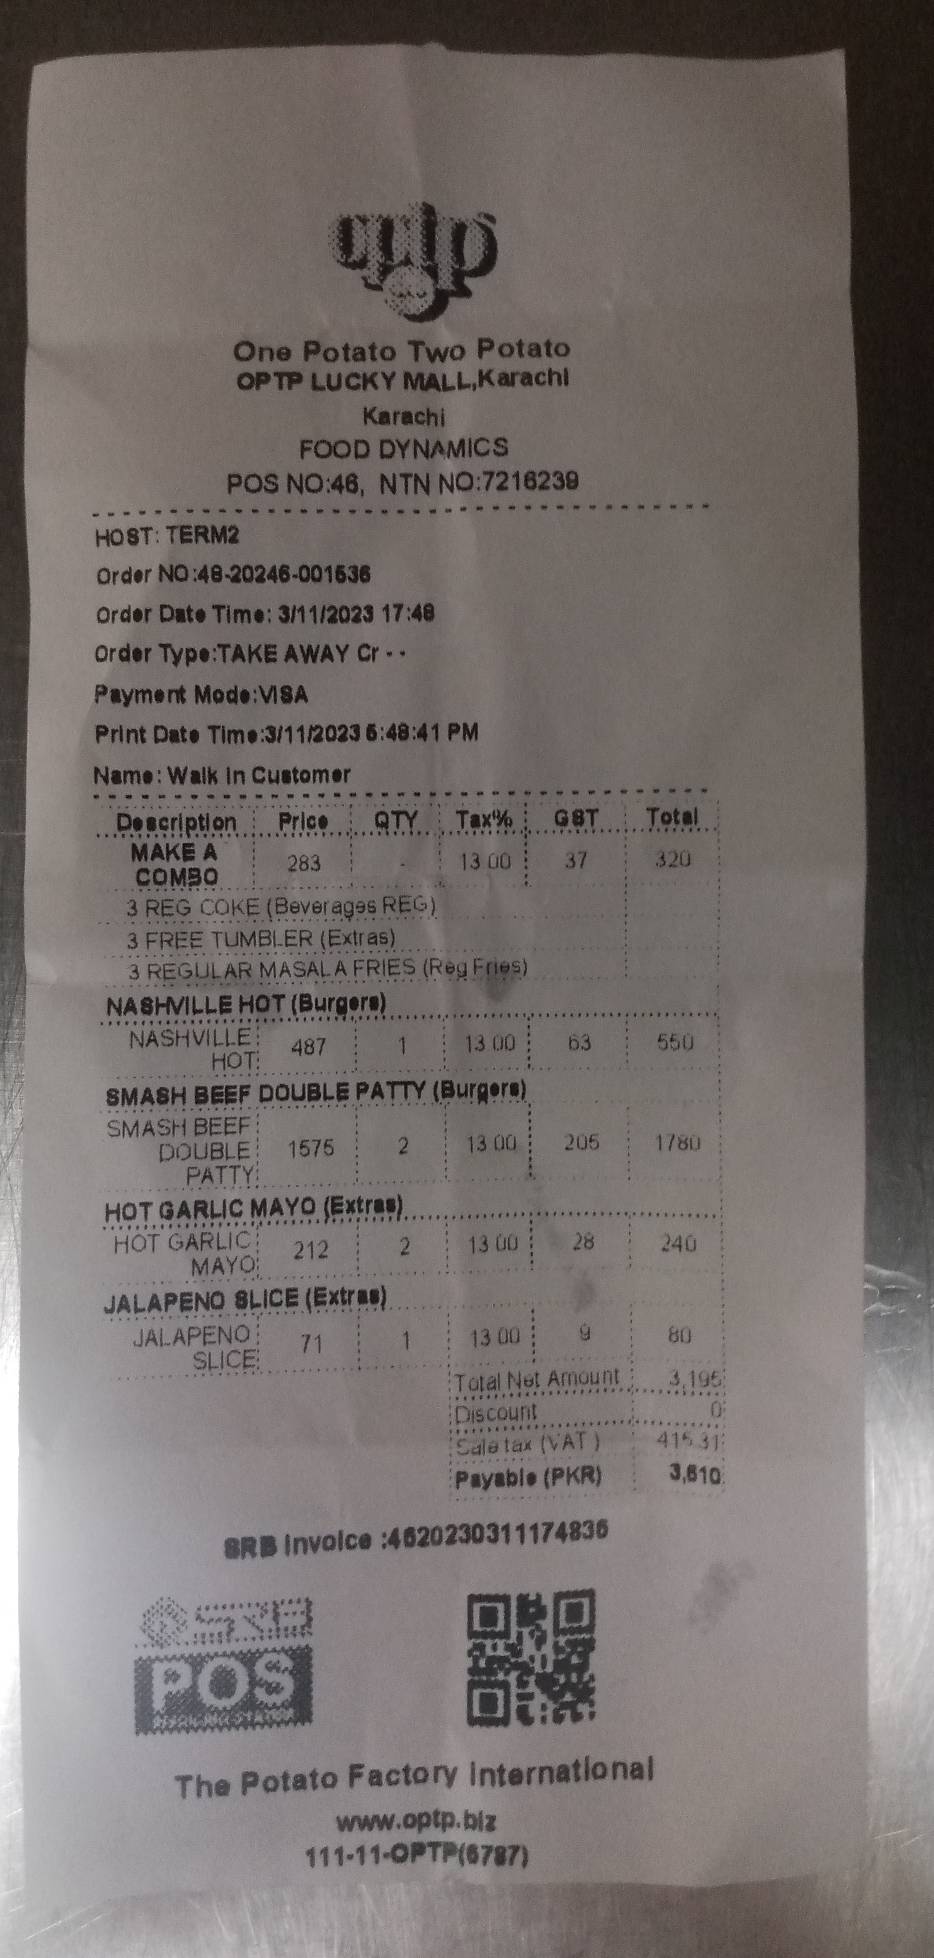 optp
One Potato Two Potato
OPTP LUCKY MALL,Karachi
Karachi
FOOD DYNAMICS
POS NO:46, NTN NO:7216239
HOST: TERM2
Order NO:48-20246-001536
Order Date Time: 3/11/2023 17:48
Order Type:TAKE AWAY Cr - -
Payment Mode:VISA
Print Date Time:3/11/2023 5:48:41 PM
Name: Walk In Customer
Description Price QTY Tax% GST Total
MAKE A COMBO 283 - 13.00 37 320
3 REG COKE (Beverages REG)
3 FREE TUMBLER (Extras)
3 REGULAR MASALA FRIES (Reg Fries)
NASHVILLE HOT (Burgers)
NASHVILLE HOT 487 1 13.00 63 550
SMASH BEEF DOUBLE PATTY (Burgers)
SMASH BEEF DOUBLE PATTY 1575 2 13.00 205 1780
HOT GARLIC MAYO (Extras)
HOT GARLIC MAYO 212 2 13.00 28 240
JALAPENO SLICE (Extras)
JALAPENO SLICE 71 1 13.00 9 80
Total Net Amount 3,195
Discount 0
Sale tax (VAT ) 415.31
Payable (PKR) 3,610
SRB Invoice :4620230311174836
POS
The Potato Factory International
www.optp.biz
111-11-OPTP(6787)